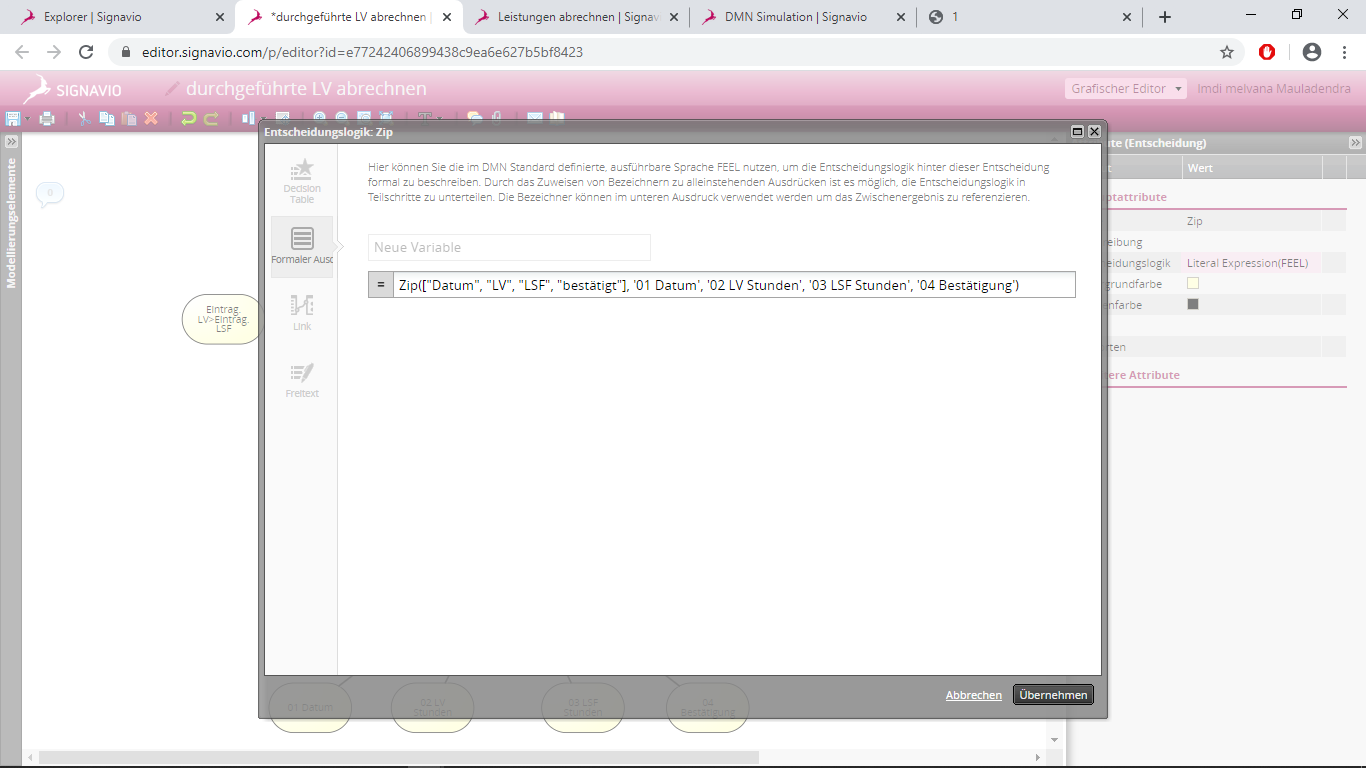 Explorer | Signavio
*durchgeführte LV abrechnen |
Leistungen abrechnen | Signav
DMN Simulation | Signavio
1
editor.signavio.com/p/editor?id=e77242406899438c9ea6e627b5bf8423
SIGNAVIO
durchgeführte LV abrechnen
Grafischer Editor
Imdi melvana Mauladendra
Modellierungselemente
0
Eintrag.
LV>Eintrag.
LSF
Entscheidungslogik: Zip
Decision
Table
Formaler Ausd
Link
Freitext
Hier können Sie die im DMN Standard definierte, ausführbare Sprache FEEL nutzen, um die Entscheidungslogik hinter dieser Entscheidung
formal zu beschreiben. Durch das Zuweisen von Bezeichnern zu alleinstehenden Ausdrücken ist es möglich, die Entscheidungslogik in
Teilschritte zu unterteilen. Die Bezeichner können im unteren Ausdruck verwendet werden um das Zwischenergebnis zu referenzieren.
Neue Variable
= Zip(["Datum", "LV", "LSF", "bestätigt"], '01 Datum', '02 LV Stunden', '03 LSF Stunden', '04 Bestätigung')
Abbrechen
Übernehmen
01 Datum
02 LV
Stunden
03 LSF
Stunden
04
Bestätigung
ute (Entscheidung)
t Wert
ptattribute
Zip
eibung
heidungslogik Literal Expression(FEEL)
grundfarbe
enfarbe
rten
ere Attribute